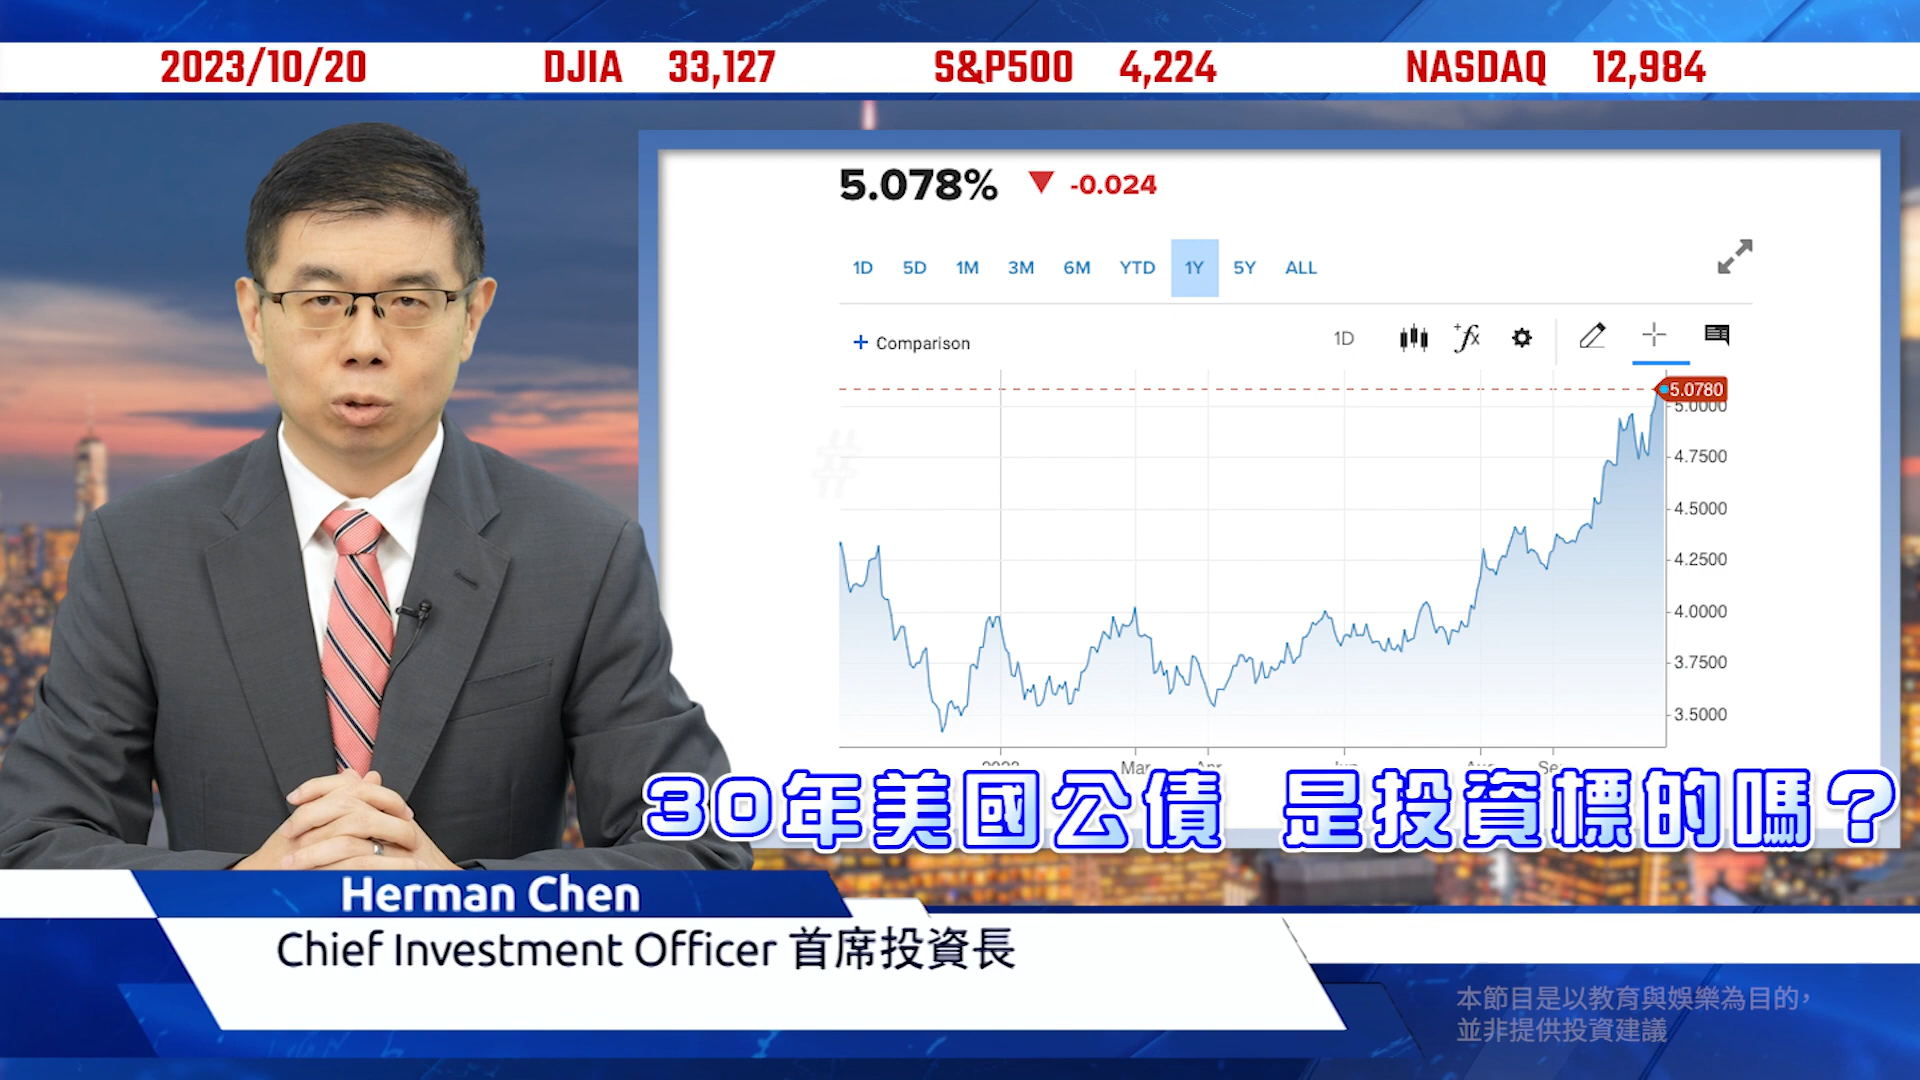 2023/10/20 DJIA 33,127 S&P500 4,224 NASDAQ 12,984
5.078% ▼ -0.024
1D 5D 1M 3M 6M YTD 1Y 5Y ALL
+ Comparison 1D
5.0780
5.0000
4.7500
4.5000
4.2500
4.0000
3.7500
3.5000
Mar
30年美國公債 是投資標的嗎？
Herman Chen
Chief Investment Officer 首席投資長
本節目是以教育與娛樂為目的，
並非提供投資建議